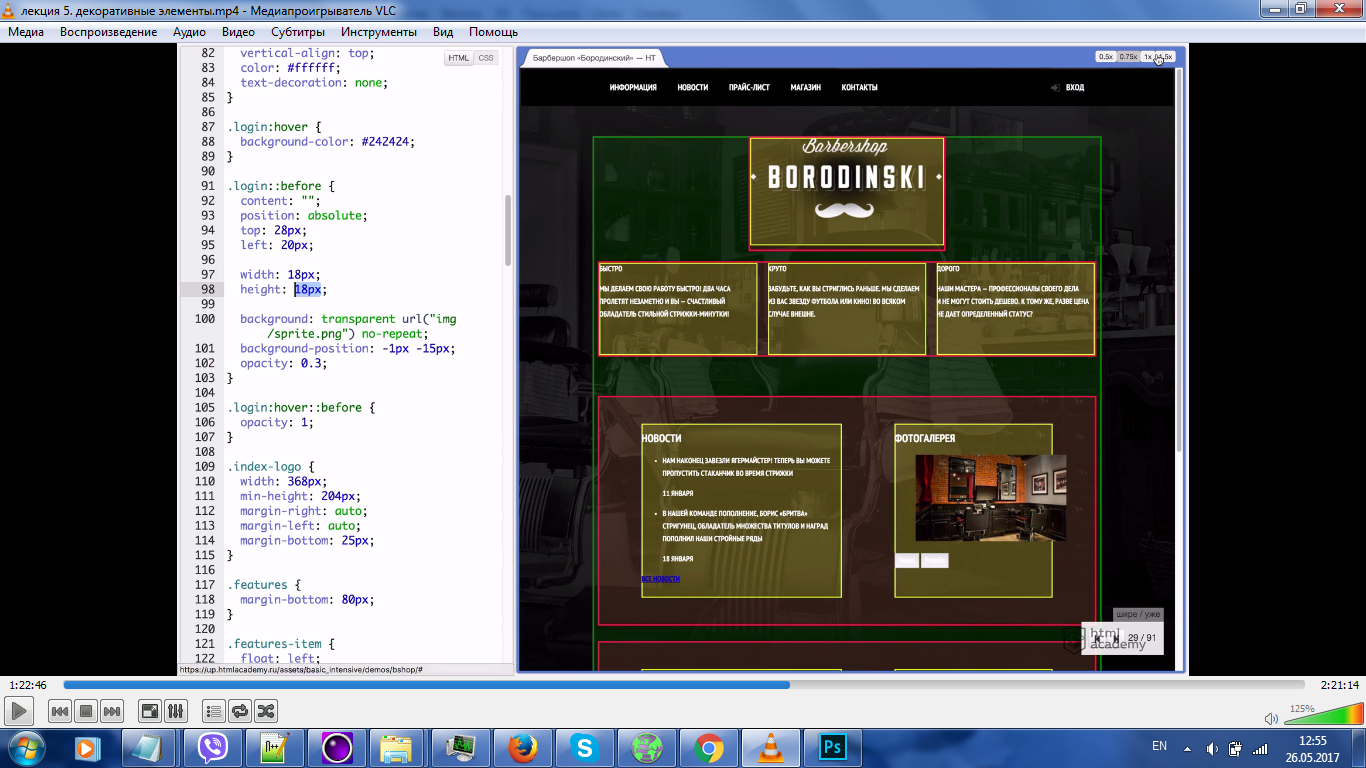 лекция 5. декоративные элементы.mp4 - Медиапроигрыватель VLC
Медиа Воспроизведение Аудио Видео Субтитры Инструменты Вид Помощь
82 vertical-align: top;
83 color: #ffffff;
84 text-decoration: none;
85 }
86
87 .login:hover {
88 background-color: #242424;
89 }
90
91 .login::before {
92 content: "";
93 position: absolute;
94 top: 28px;
95 left: 20px;
96
97 width: 18px;
98 height: 18px;
99
100 background: transparent url("img
/sprite.png") no-repeat;
101 background-position: -1px -15px;
102 opacity: 0.3;
103 }
104
105 .login:hover::before {
106 opacity: 1;
107 }
108
109 .index-logo {
110 width: 368px;
111 min-height: 204px;
112 margin-right: auto;
113 margin-left: auto;
114 margin-bottom: 25px;
115 }
116
117 .features {
118 margin-bottom: 80px;
119 }
120
121 .features-item {
122 float: left;
HTML CSS
https://up.htmlacademy.ru/assets/basic_intensive/demos/bshop/#
Барбершоп «Бородинский» — HT
0.5x 0.75x 1x
ИНФОРМАЦИЯ НОВОСТИ ПРАЙС-ЛИСТ МАГАЗИН КОНТАКТЫ ВХОД
Barbershop
BORODINSKI
БЫСТРО
МЫ ДЕЛАЕМ СВОЮ РАБОТУ БЫСТРО! ДВА ЧАСА
ПРОЛЕТЯТ НЕЗАМЕТНО И ВЫ — СЧАСТЛИВЫЙ
ОБЛАДАТЕЛЬ СТИЛЬНОЙ СТРИЖКИ-МИНУТКИ!
КРУТО
ЗАБУДЬТЕ, КАК ВЫ СТРИГЛИСЬ РАНЬШЕ. МЫ СДЕЛАЕМ
ИЗ ВАС ЗВЕЗДУ ФУТБОЛА ИЛИ КИНО! ВО ВСЯКОМ
СЛУЧАЕ ВНЕШНЕ.
ДОРОГО
НАШИ МАСТЕРА — ПРОФЕССИОНАЛЫ СВОЕГО ДЕЛА
И НЕ МОГУТ СТОИТЬ ДЕШЕВО. К ТОМУ ЖЕ, РАЗВЕ ЦЕНА
НЕ ДАЕТ ОПРЕДЕЛЕННЫЙ СТАТУС?
НОВОСТИ
НАМ НАКОНЕЦ ЗАВЕЗЛИ ЯГЕРМАЙСТЕР! ТЕПЕРЬ ВЫ МОЖЕТЕ
ПРОПУСТИТЬ СТАКАНЧИК ВО ВРЕМЯ СТРИЖКИ
11 ЯНВАРЯ
В НАШЕЙ КОМАНДЕ ПОПОЛНЕНИЕ, БОРИС «БРИТВА»
СТРИГУНЕЦ, ОБЛАДАТЕЛЬ МНОЖЕСТВА ТИТУЛОВ И НАГРАД
ПОПОЛНИЛ НАШИ СТРОЙНЫЕ РЯДЫ
18 ЯНВАРЯ
ВСЕ НОВОСТИ
ФОТОГАЛЕРЕЯ
шире / уже
29 / 91
html
academy
1:22:46 2:21:14
125%
EN
12:55
26.05.2017